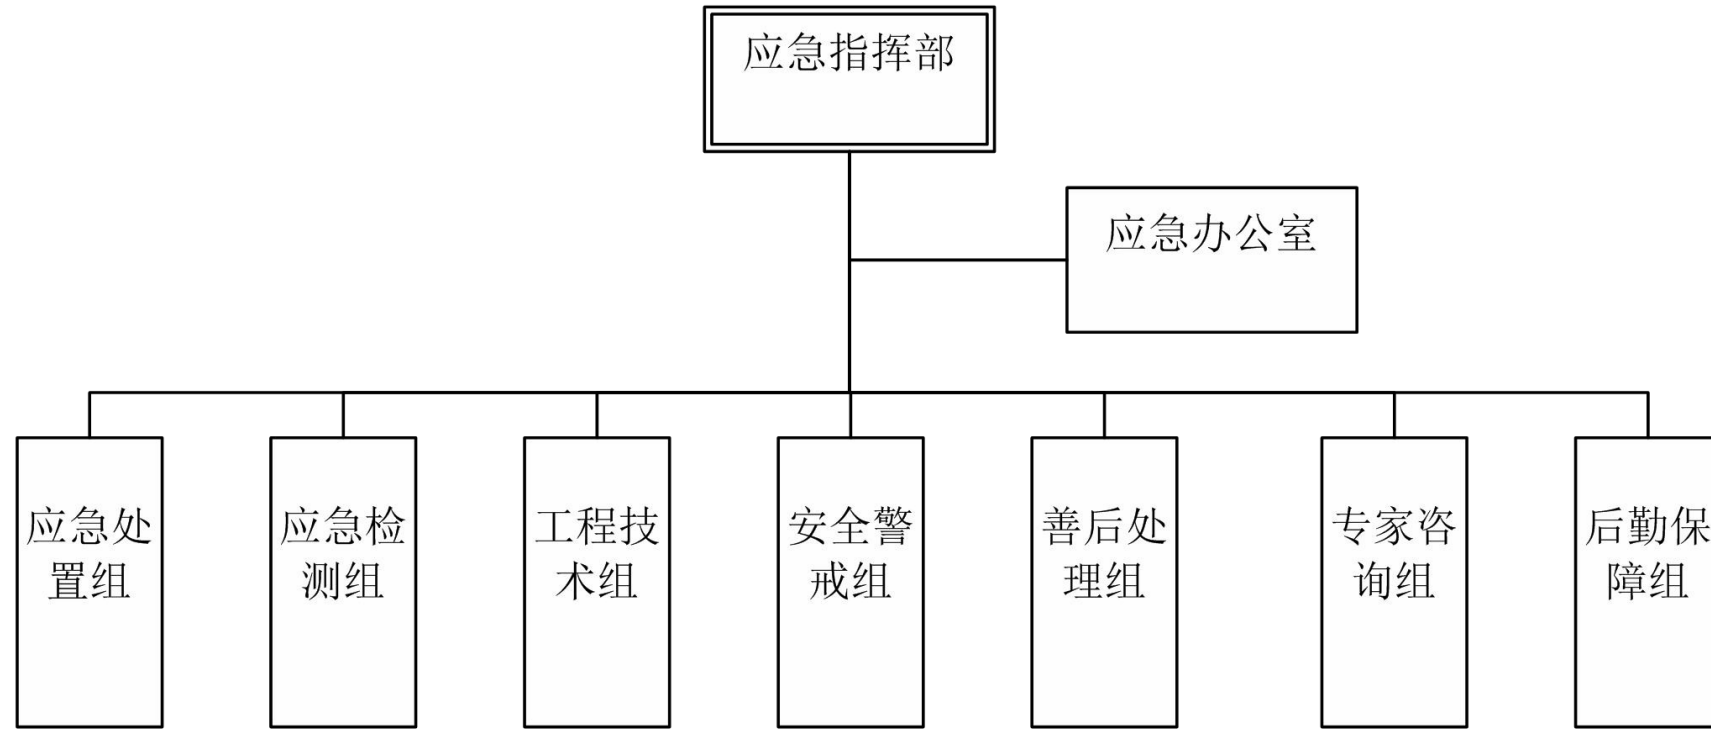 应急指挥部
应急办公室
应急处
置组
应急检
测组
工程技
术组
安全警
戒组
善后处
理组
专家咨
询组
后勤保
障组